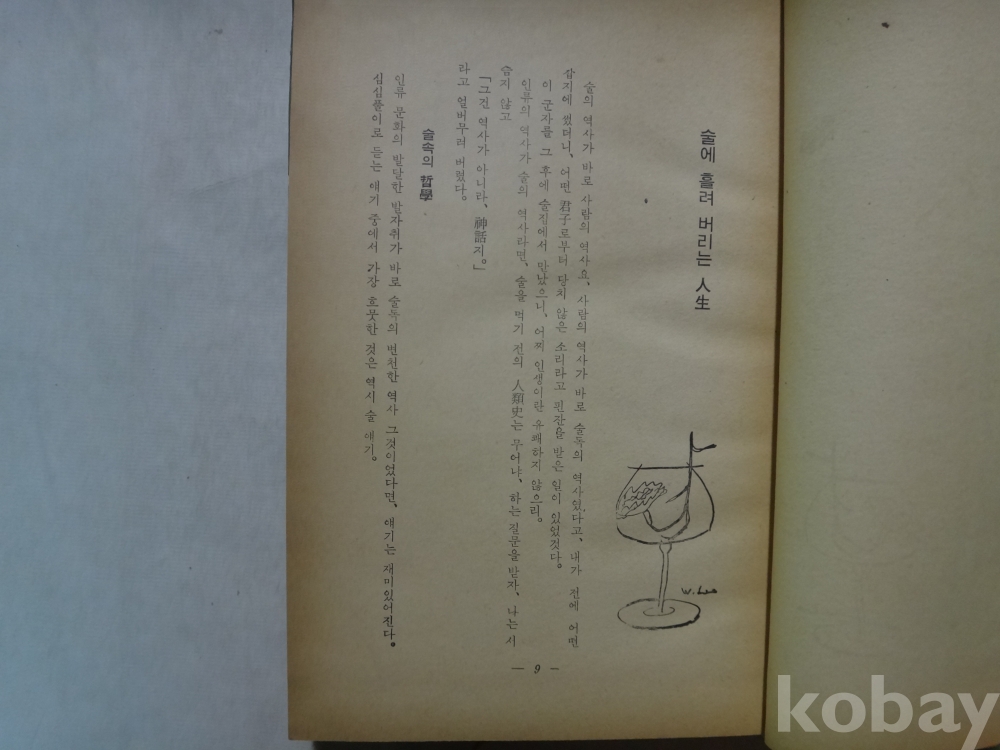 술에 흘려 버리는 人生
술의 역사가 바로 사람의 역사요, 사람의 역사가 바로 술독의 역사였다고, 내가 전에 어떤
잡지에 썼더니, 어떤 君子로부터 당치 않은 소리라고 핀잔을 받은 일이 있었것다.
이 군자를 그 후에 술집에서 만났으니, 어찌 인생이란 유쾌하지 않으리.
인류의 역사가 술의 역사라면, 술을 먹기 전의 人類史는 무어냐, 하는 질문을 받자, 나는 서
슴지 않고
「그건 역사가 아니라, 神話지。」
라고 얼버무려 버렸다.
술속의 哲學
인류 문화의 발달한 발자취가 바로 술독의 변천한 역사 그것이었다면, 얘기는 재미있어진다.
심심풀이로 듣는 얘기 중에서 가장 흐뭇한 것은 역시 술 얘기.
W. Lee
— 9 —
kobay